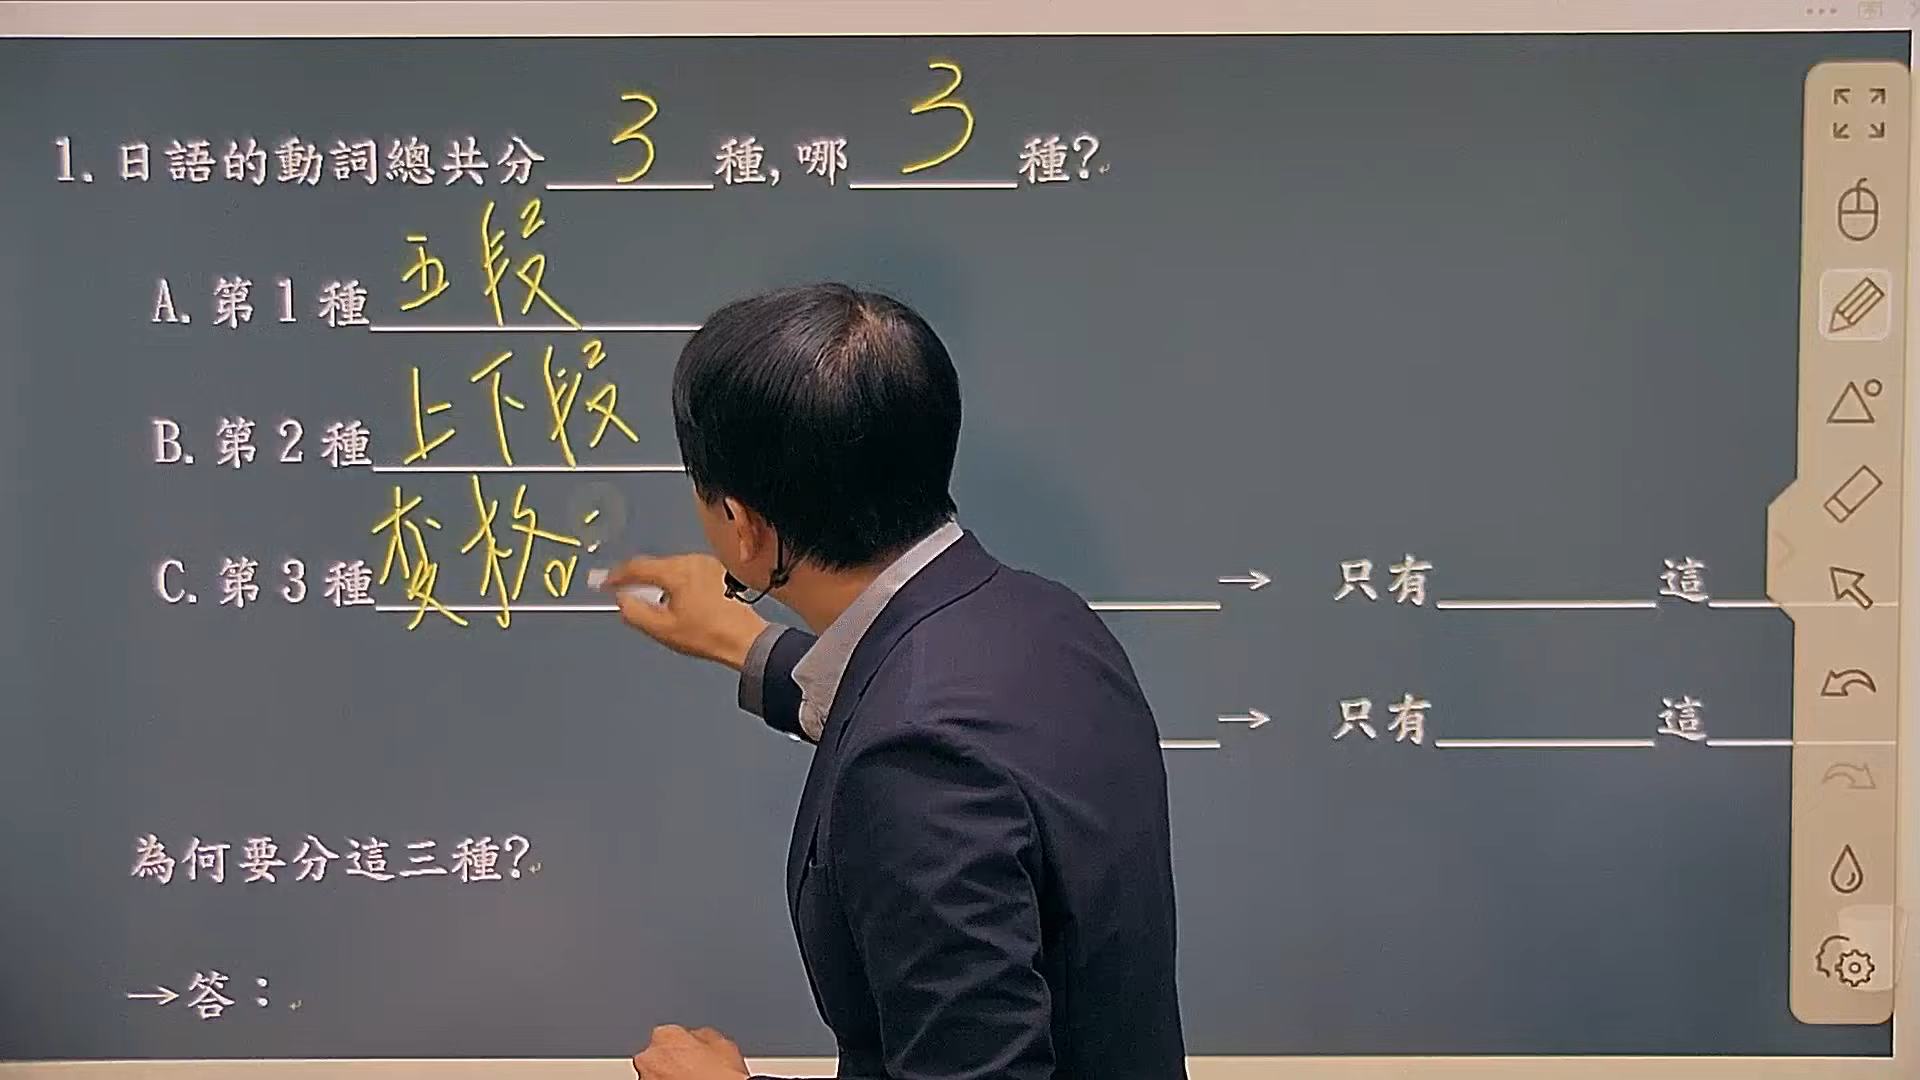 1. 日語的動詞總共分 3 種, 哪 3 種?
A. 第 1 種 五段
B. 第 2 種 上下段
C. 第 3 種 变格 → 只有 這
→ 只有 這
為何要分這三種?
→答：